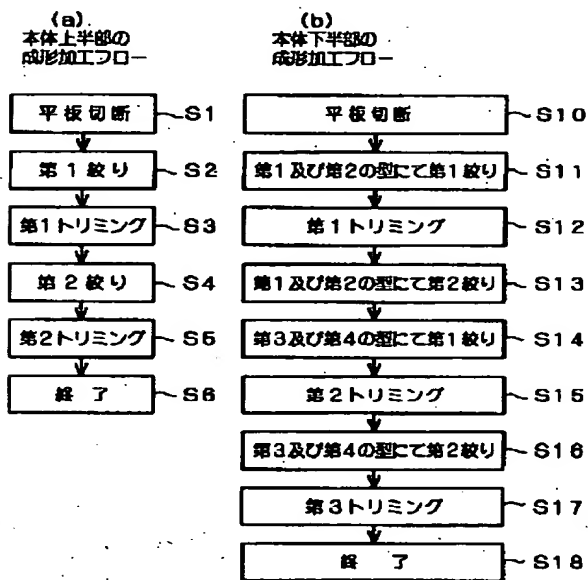 (a)
本体上半部の
成形加工フロー
平板切断 S1
第1絞り S2
第1トリミング S3
第2絞り S4
第2トリミング S5
終了 S6
(b)
本体下半部の
成形加工フロー
平板切断 S10
第1及び第2の型にて第1絞り S11
第1トリミング S12
第1及び第2の型にて第2絞り S13
第3及び第4の型にて第1絞り S14
第2トリミング S15
第3及び第4の型にて第2絞り S16
第3トリミング S17
終了 S18